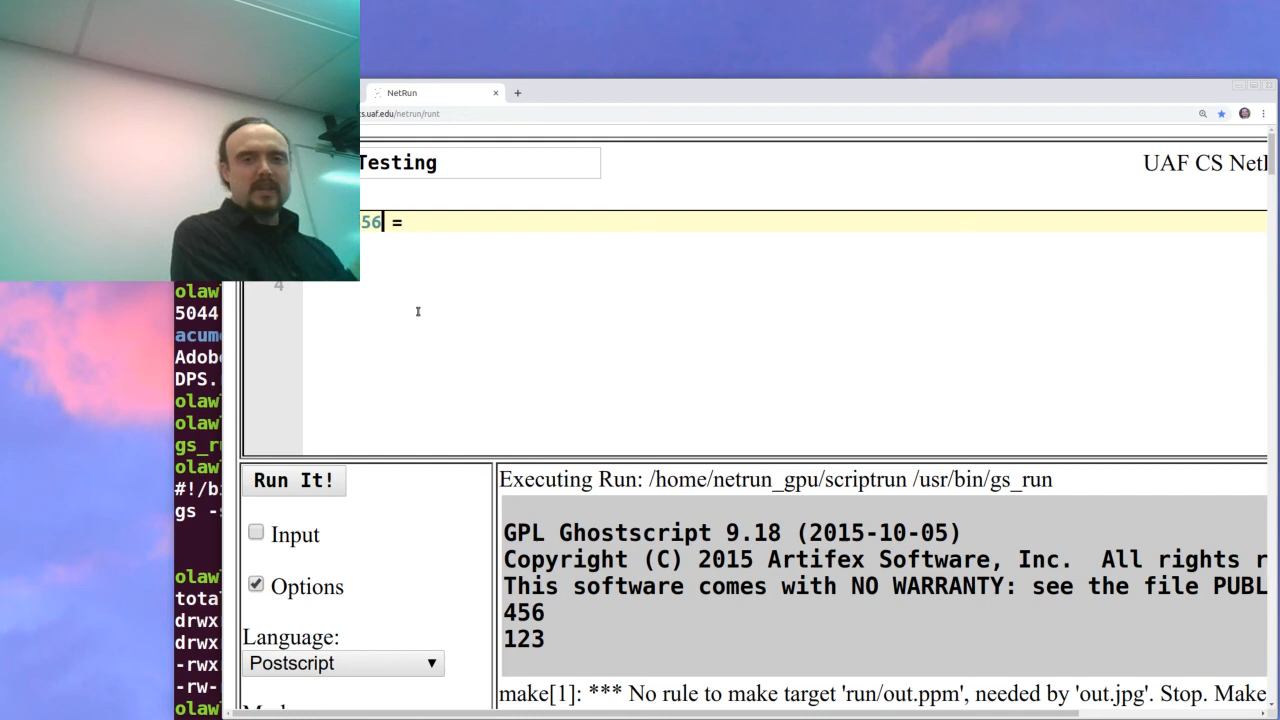 NetRun
cs.uaf.edu/netrun/runt
Testing
UAF CS Net
56 =
4
olaw
5044
acum
Adob
DPS.
olaw
olaw
gs_r
olaw
#!/b
gs -
olaw
tota
drwx
drwx
-rwx
-rw-
olaw
Run It!
Input
Options
Language:
Postscript
Executing Run: /home/netrun_gpu/scriptrun /usr/bin/gs_run
GPL Ghostscript 9.18 (2015-10-05)
Copyright (C) 2015 Artifex Software, Inc. All rights r
This software comes with NO WARRANTY: see the file PUBL
456
123
make[1]: *** No rule to make target 'run/out.ppm', needed by 'out.jpg'. Stop. Make